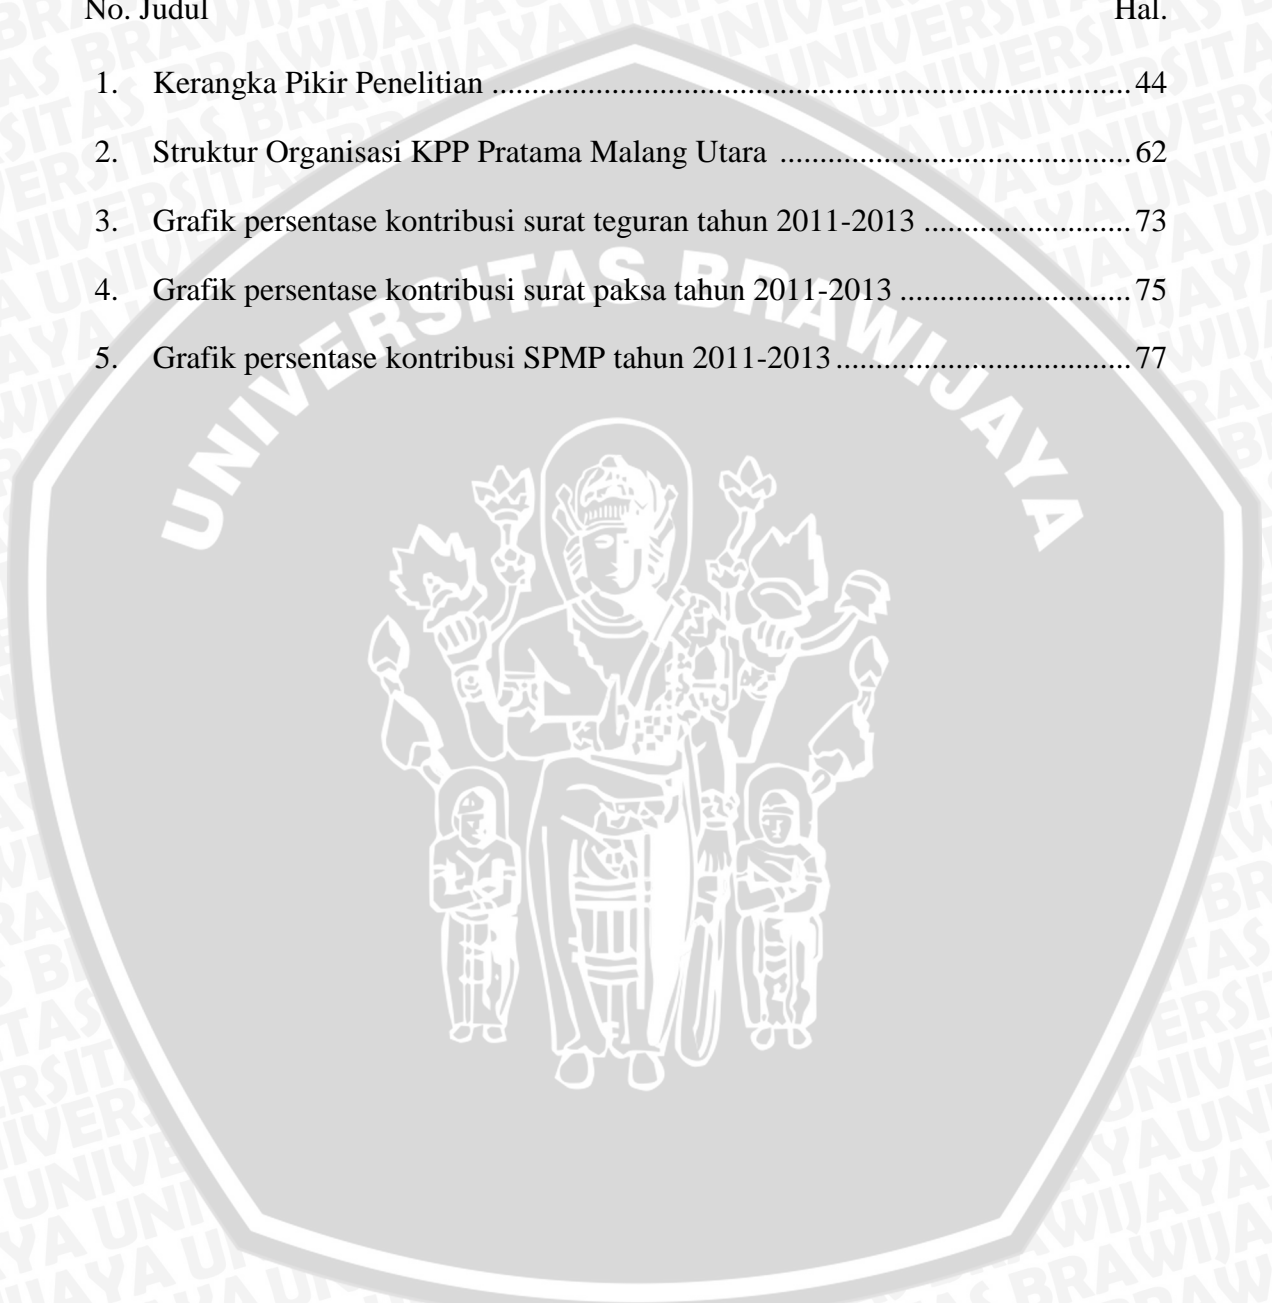 No. Judul Hal.
1. Kerangka Pikir Penelitian ................................................................................ 44
2. Struktur Organisasi KPP Pratama Malang Utara ............................................ 62
3. Grafik persentase kontribusi surat teguran tahun 2011-2013 .......................... 73
4. Grafik persentase kontribusi surat paksa tahun 2011-2013 ............................. 75
5. Grafik persentase kontribusi SPMP tahun 2011-2013 ..................................... 77
UNIVERSITAS BRAWIJAYA